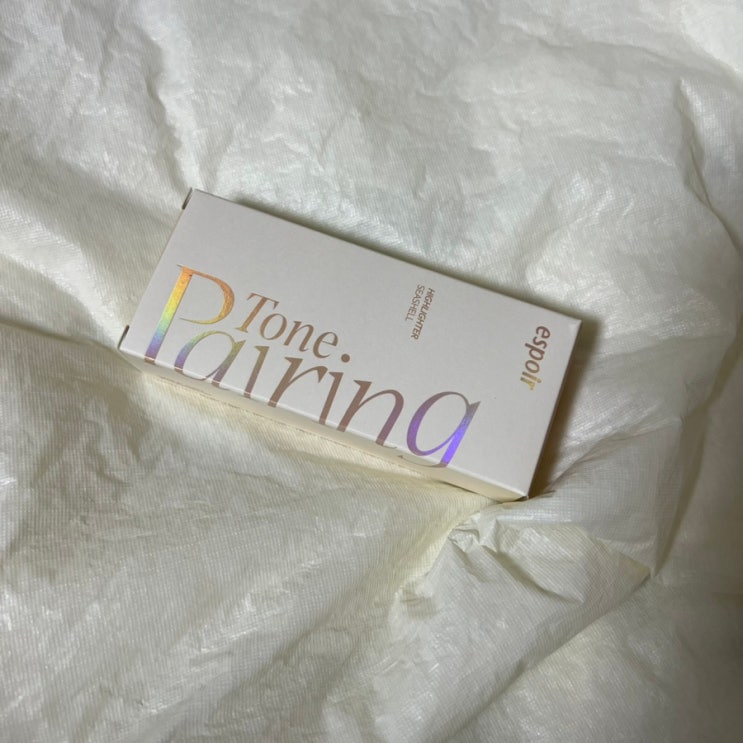 Tone
Pairing
HIGHLIGHTER
SEASHELL
espoir